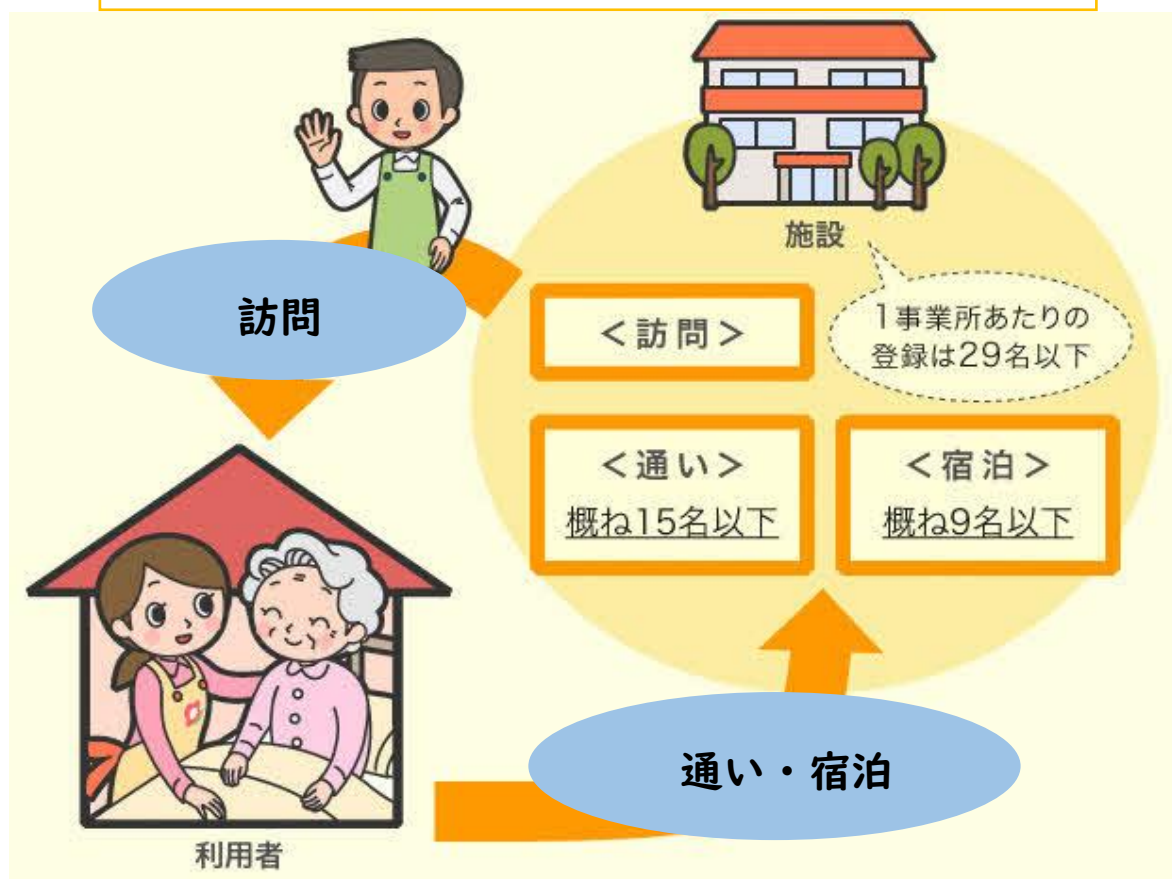 施設
訪問
<訪問>
1事業所あたりの
登録は29名以下
<通い>
概ね15名以下
<宿泊>
概ね9名以下
通い・宿泊
利用者